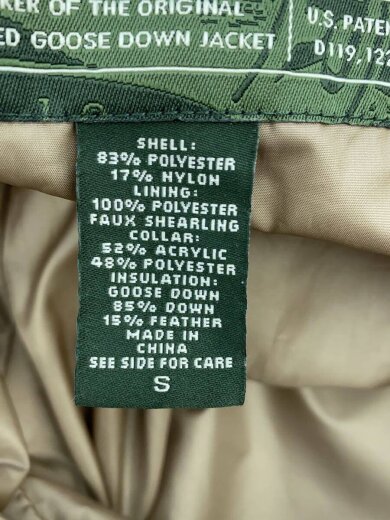 KER OF THE ORIGINAL
ED GOOSE DOWN JACKET
U.S. PATEN
D119,122
SHELL:
83% POLYESTER
17% NYLON
LINING:
100% POLYESTER
FAUX SHEARLING
COLLAR:
52% ACRYLIC
48% POLYESTER
INSULATION:
GOOSE DOWN
85% DOWN
15% FEATHER
MADE IN
CHINA
SEE SIDE FOR CARE
S